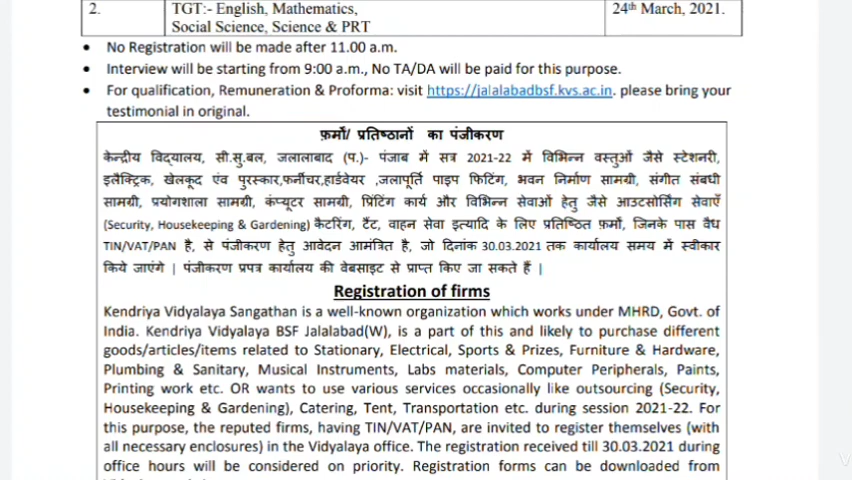 2. TGT:- English, Mathematics, 24th March, 2021.
Social Science, Science & PRT
• No Registration will be made after 11.00 a.m.
• Interview will be starting from 9:00 a.m., No TA/DA will be paid for this purpose.
• For qualification, Remuneration & Proforma: visit https://jalalabadbsf.kvs.ac.in. please bring your
testimonial in original.
फ़र्मों/ प्रतिष्ठानों का पंजीकरण
केन्द्रीय विद्यालय, सी.सु.बल, जलालाबाद (प.)- पंजाब में सत्र 2021-22 में विभिन्न वस्तुओं जैसे स्टेशनरी,
इलैक्ट्रिक, खेलकूद एंव पुरस्कार,फर्नीचर,हार्डवेयर ,जलापूर्ति पाइप फिटिंग, भवन निर्माण सामग्री, संगीत संबधी
सामग्री, प्रयोगशाला सामग्री, कंप्यूटर सामग्री, प्रिंटिंग कार्य और विभिन्न सेवाओं हेतु जैसे आउटसोर्सिंग सेवाएँ
(Security, Housekeeping & Gardening) कैटरिंग, टैंट, वाहन सेवा इत्यादि के लिए प्रतिष्ठित फ़र्मो, जिनके पास वैध
TIN/VAT/PAN है, से पंजीकरण हेतु आवेदन आमंत्रित है, जो दिनांक 30.03.2021 तक कार्यालय समय में स्वीकार
किये जाएंगे | पंजीकरण प्रपत्र कार्यालय की वेबसाइट से प्राप्त किए जा सकते हैं |
Registration of firms
Kendriya Vidyalaya Sangathan is a well-known organization which works under MHRD, Govt. of
India. Kendriya Vidyalaya BSF Jalalabad(W), is a part of this and likely to purchase different
goods/articles/items related to Stationary, Electrical, Sports & Prizes, Furniture & Hardware,
Plumbing & Sanitary, Musical Instruments, Labs materials, Computer Peripherals, Paints,
Printing work etc. OR wants to use various services occasionally like outsourcing (Security,
Housekeeping & Gardening), Catering, Tent, Transportation etc. during session 2021-22. For
this purpose, the reputed firms, having TIN/VAT/PAN, are invited to register themselves (with
all necessary enclosures) in the Vidyalaya office. The registration received till 30.03.2021 during
office hours will be considered on priority. Registration forms can be downloaded from